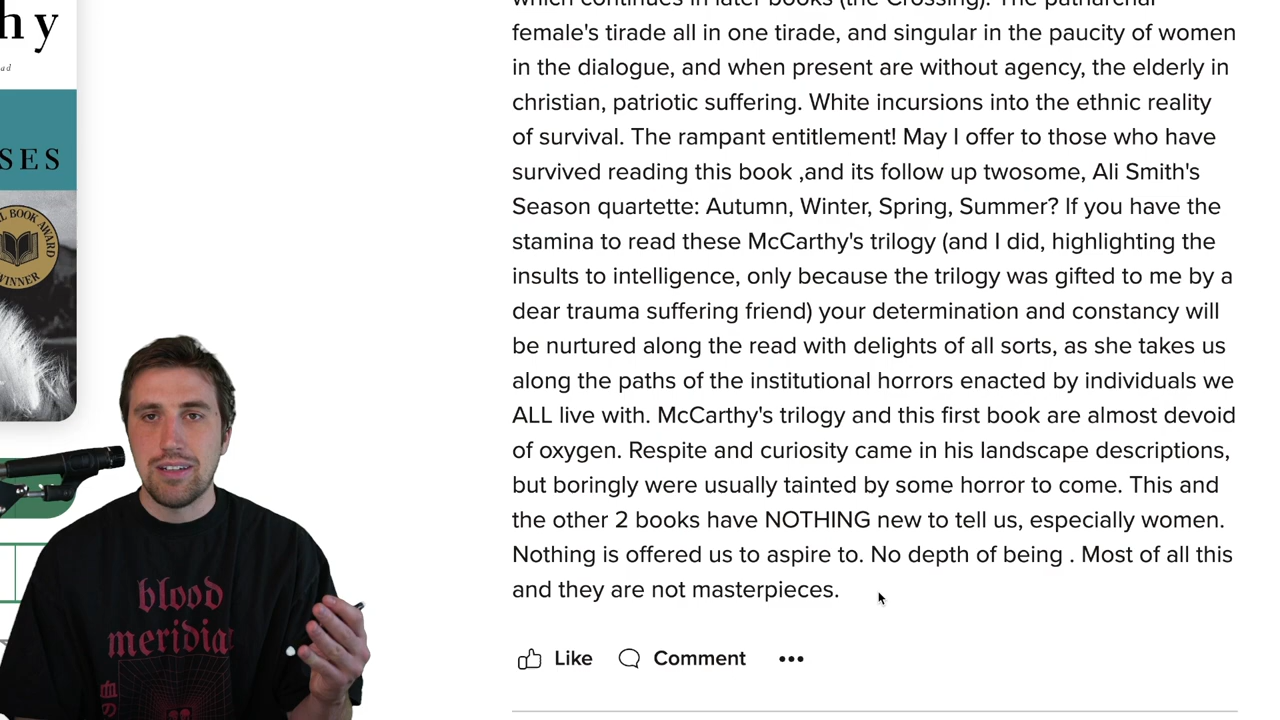 hy
ad
SES
L BOOK AWARD
WINNER
female's tirade all in one tirade, and singular in the paucity of women
in the dialogue, and when present are without agency, the elderly in
christian, patriotic suffering. White incursions into the ethnic reality
of survival. The rampant entitlement! May I offer to those who have
survived reading this book ,and its follow up twosome, Ali Smith's
Season quartette: Autumn, Winter, Spring, Summer? If you have the
stamina to read these McCarthy's trilogy (and I did, highlighting the
insults to intelligence, only because the trilogy was gifted to me by a
dear trauma suffering friend) your determination and constancy will
be nurtured along the read with delights of all sorts, as she takes us
along the paths of the institutional horrors enacted by individuals we
ALL live with. McCarthy's trilogy and this first book are almost devoid
of oxygen. Respite and curiosity came in his landscape descriptions,
but boringly were usually tainted by some horror to come. This and
the other 2 books have NOTHING new to tell us, especially women.
Nothing is offered us to aspire to. No depth of being . Most of all this
and they are not masterpieces.
Like Comment
blood
meridia